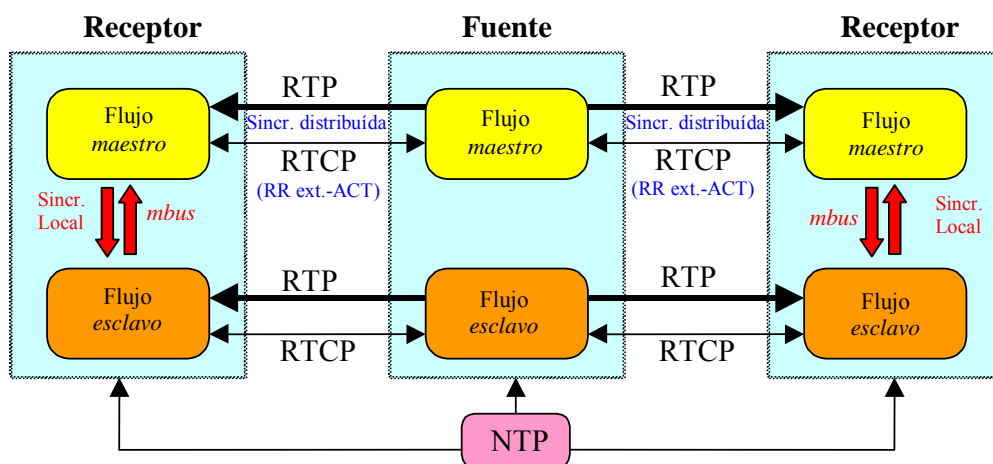 Receptor
Fuente
Receptor
RTP
RTP
Flujo
maestro
Flujo
maestro
Flujo
maestro
Sincr. distribuída
Sincr. distribuída
RTCP
RTCP
(RR ext.-ACT)
(RR ext.-ACT)
Sincr.
Local
mbus
mbus
Sincr.
Local
RTP
RTP
Flujo
esclavo
Flujo
esclavo
Flujo
esclavo
RTCP
RTCP
NTP